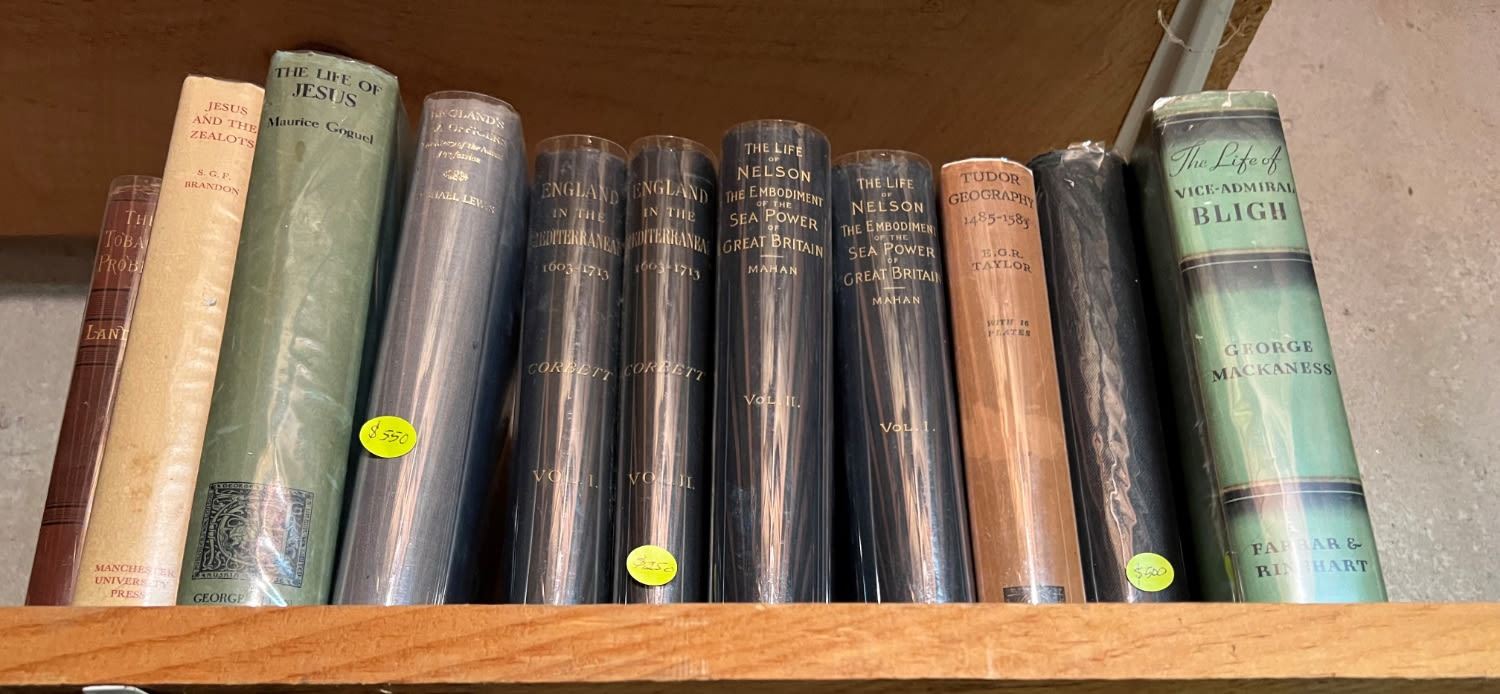 THE
TOBA
PROB
LAN
JESUS
AND THE
ZEALOTS
S. G. F.
BRANDON
MANCHESTER
UNIVERSITY
PRESS
THE LIFE OF
JESUS
Maurice Goguel
GEORGE
ENGLAND'S
HAEL LEWIS
$550
ENGLAND
IN THE
MEDITERRANEAN
1603-1713
CORBETT
VOL. I.
ENGLAND
IN THE
MEDITERRANEAN
1603-1713
CORBETT
VOL. II.
THE LIFE
OF
NELSON
THE EMBODIMENT
OF THE
SEA POWER
OF
GREAT BRITAIN
MAHAN
VOL. II.
THE LIFE
OF
NELSON
THE EMBODIMENT
OF THE
SEA POWER
OF
GREAT BRITAIN
MAHAN
VOL. I.
TUDOR
GEOGRAPHY
1485-1583
E.G.R.
TAYLOR
WITH 16
PLATES
$500
The Life of
VICE-ADMIRAL
BLIGH
GEORGE
MACKANESS
FARRAR &
RINEHART